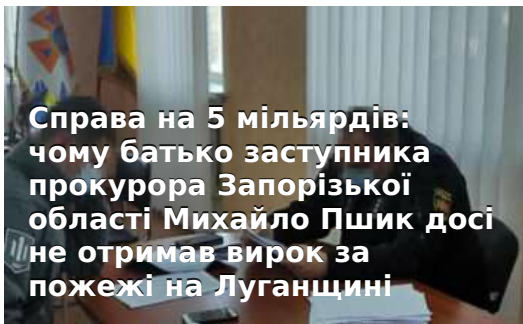 Справа на 5 мільярдів:
чому батько заступника
прокурора Запорізької
області Михайло Пшик досі
не отримав вирок за
пожежі на Луганщині